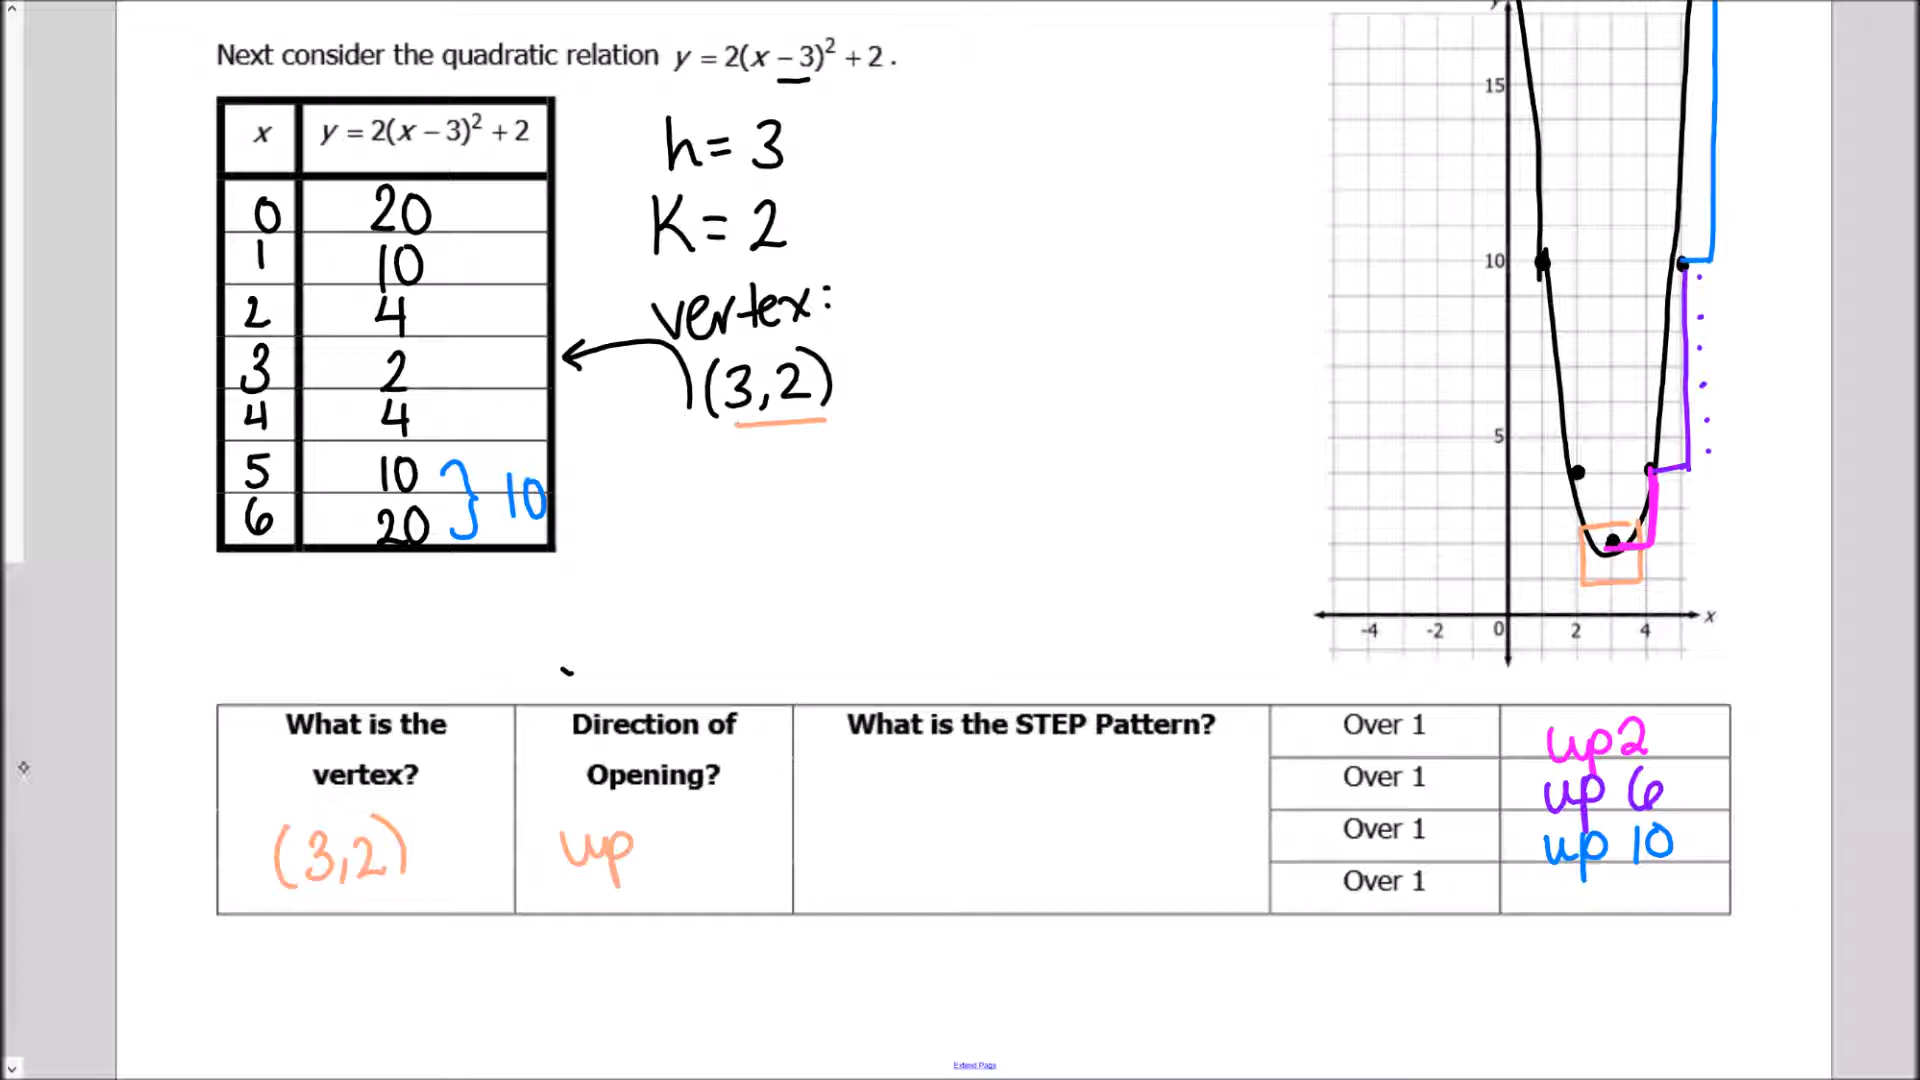 Next consider the quadratic relation y = 2(x − 3)² + 2 .
x y = 2(x − 3)² + 2
0 20
1 10
2 4
3 2
4 4
5 10
6 20
} 10
h = 3
K = 2
vertex:
(3,2)
y
15
10
5
-4 -2 0 2 4 x
What is the vertex?
(3,2)
Direction of Opening?
up
What is the STEP Pattern?
Over 1 up 2
Over 1 up 6
Over 1 up 10
Over 1
Extend Page